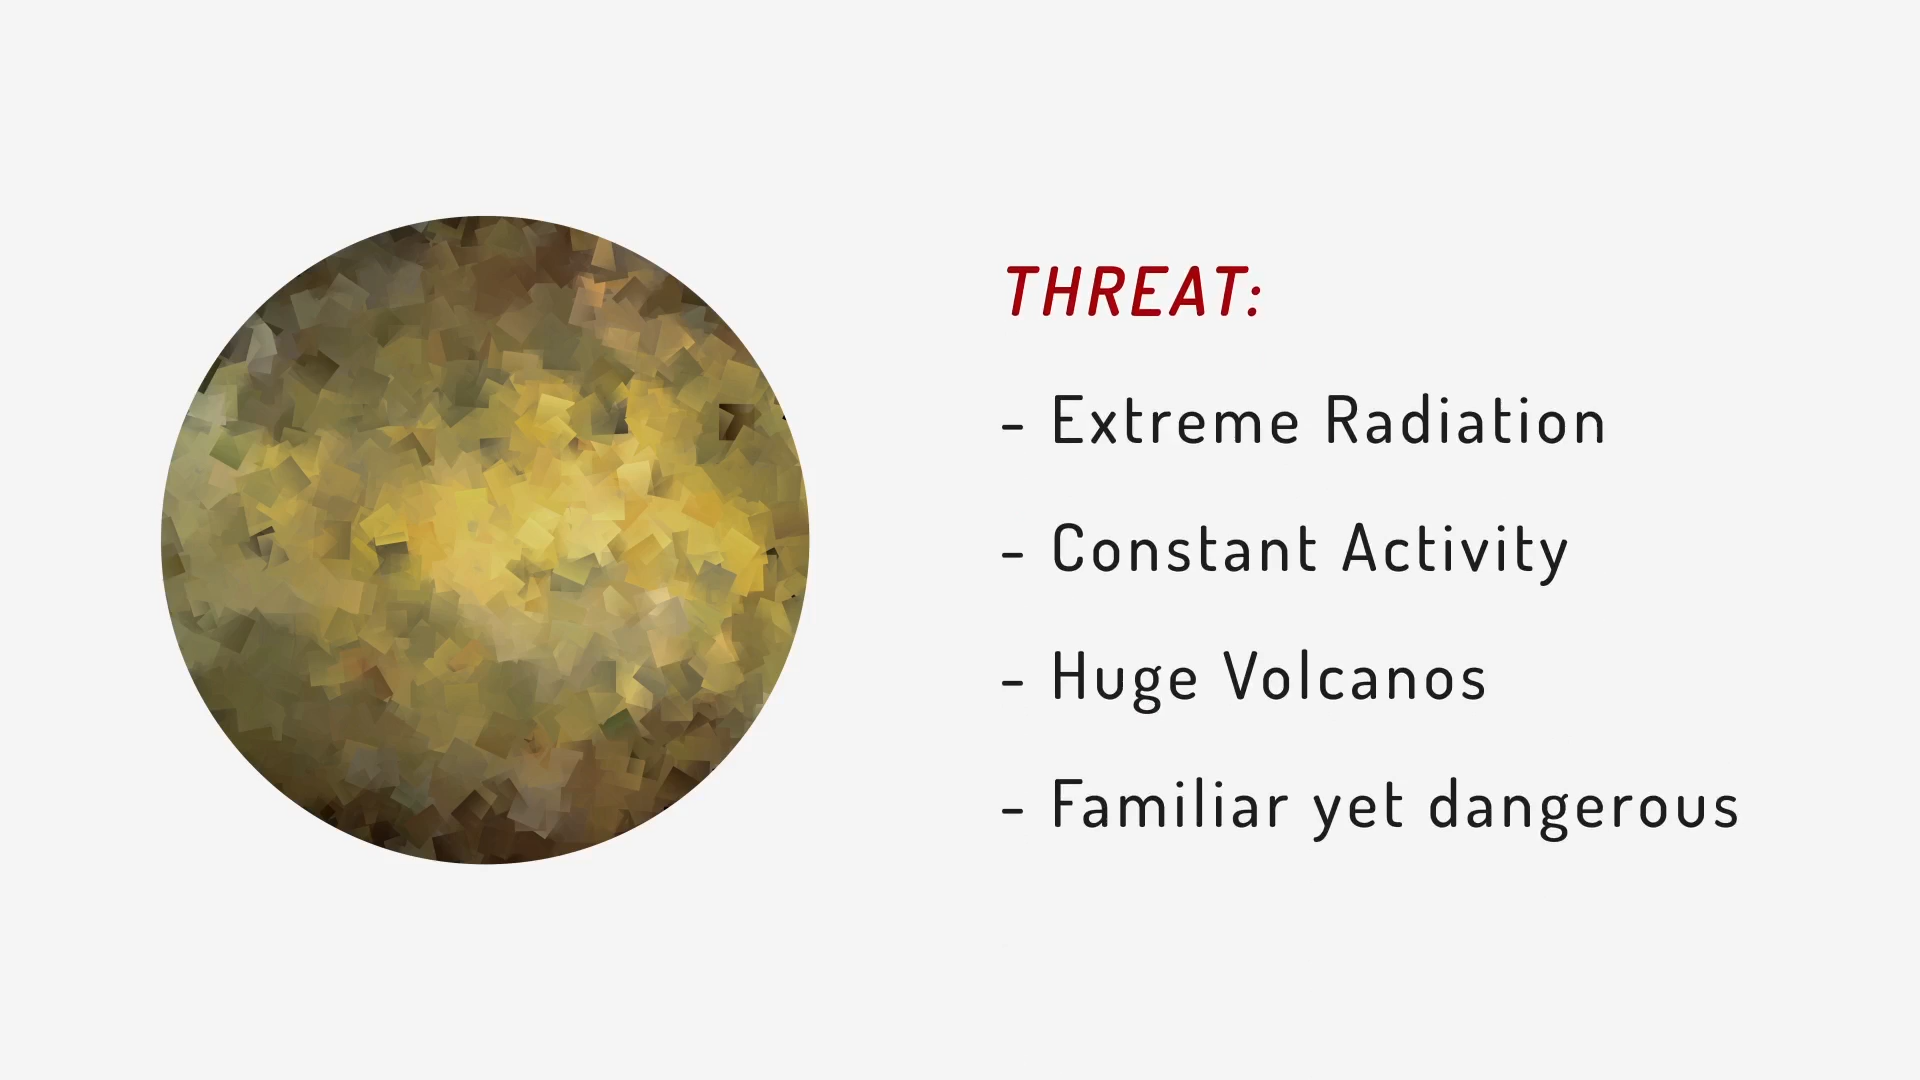 THREAT:
- Extreme Radiation
- Constant Activity
- Huge Volcanos
- Familiar yet dangerous